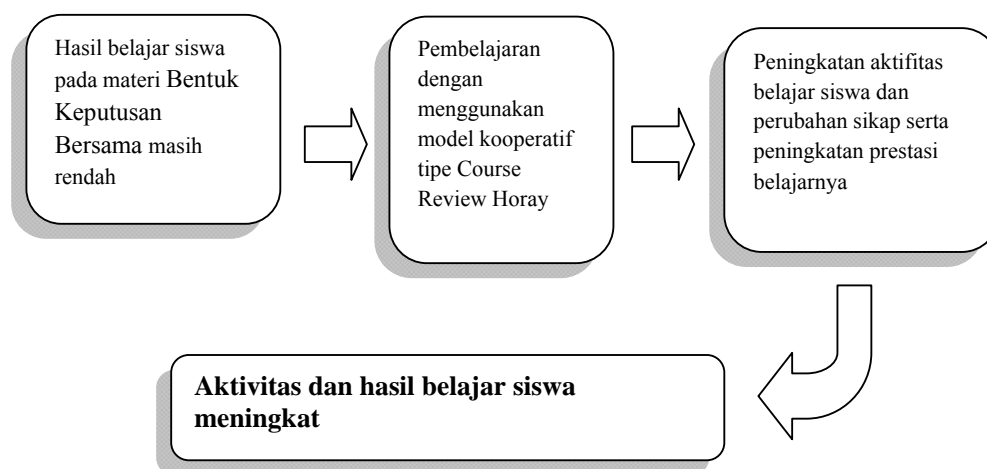 Hasil belajar siswa
pada materi Bentuk
Keputusan
Bersama masih
rendah
Pembelajaran
dengan
menggunakan
model kooperatif
tipe Course
Review Horay
Peningkatan aktifitas
belajar siswa dan
perubahan sikap serta
peningkatan prestasi
belajarnya
Aktivitas dan hasil belajar siswa
meningkat